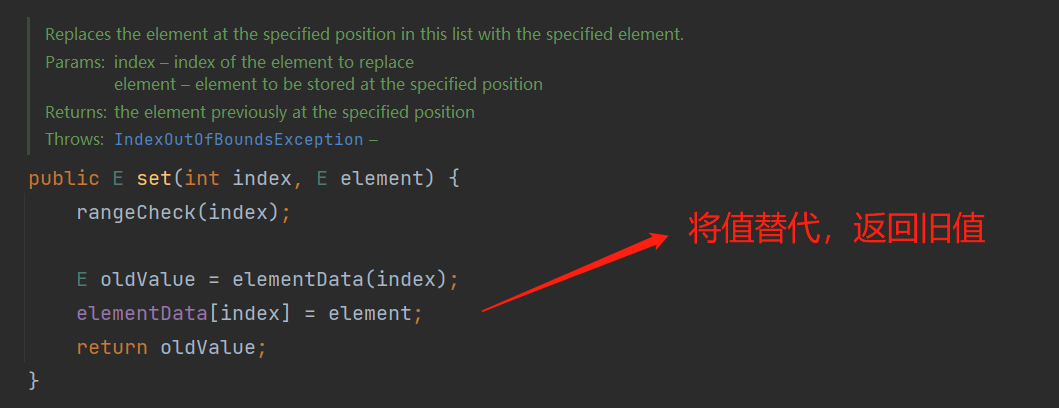 Replaces the element at the specified position in this list with the specified element.
Params: index – index of the element to replace
element – element to be stored at the specified position
Returns: the element previously at the specified position
Throws: IndexOutOfBoundsException –
public E set(int index, E element) {
rangeCheck(index);
将值替代，返回旧值
E oldValue = elementData(index);
elementData[index] = element;
return oldValue;
}